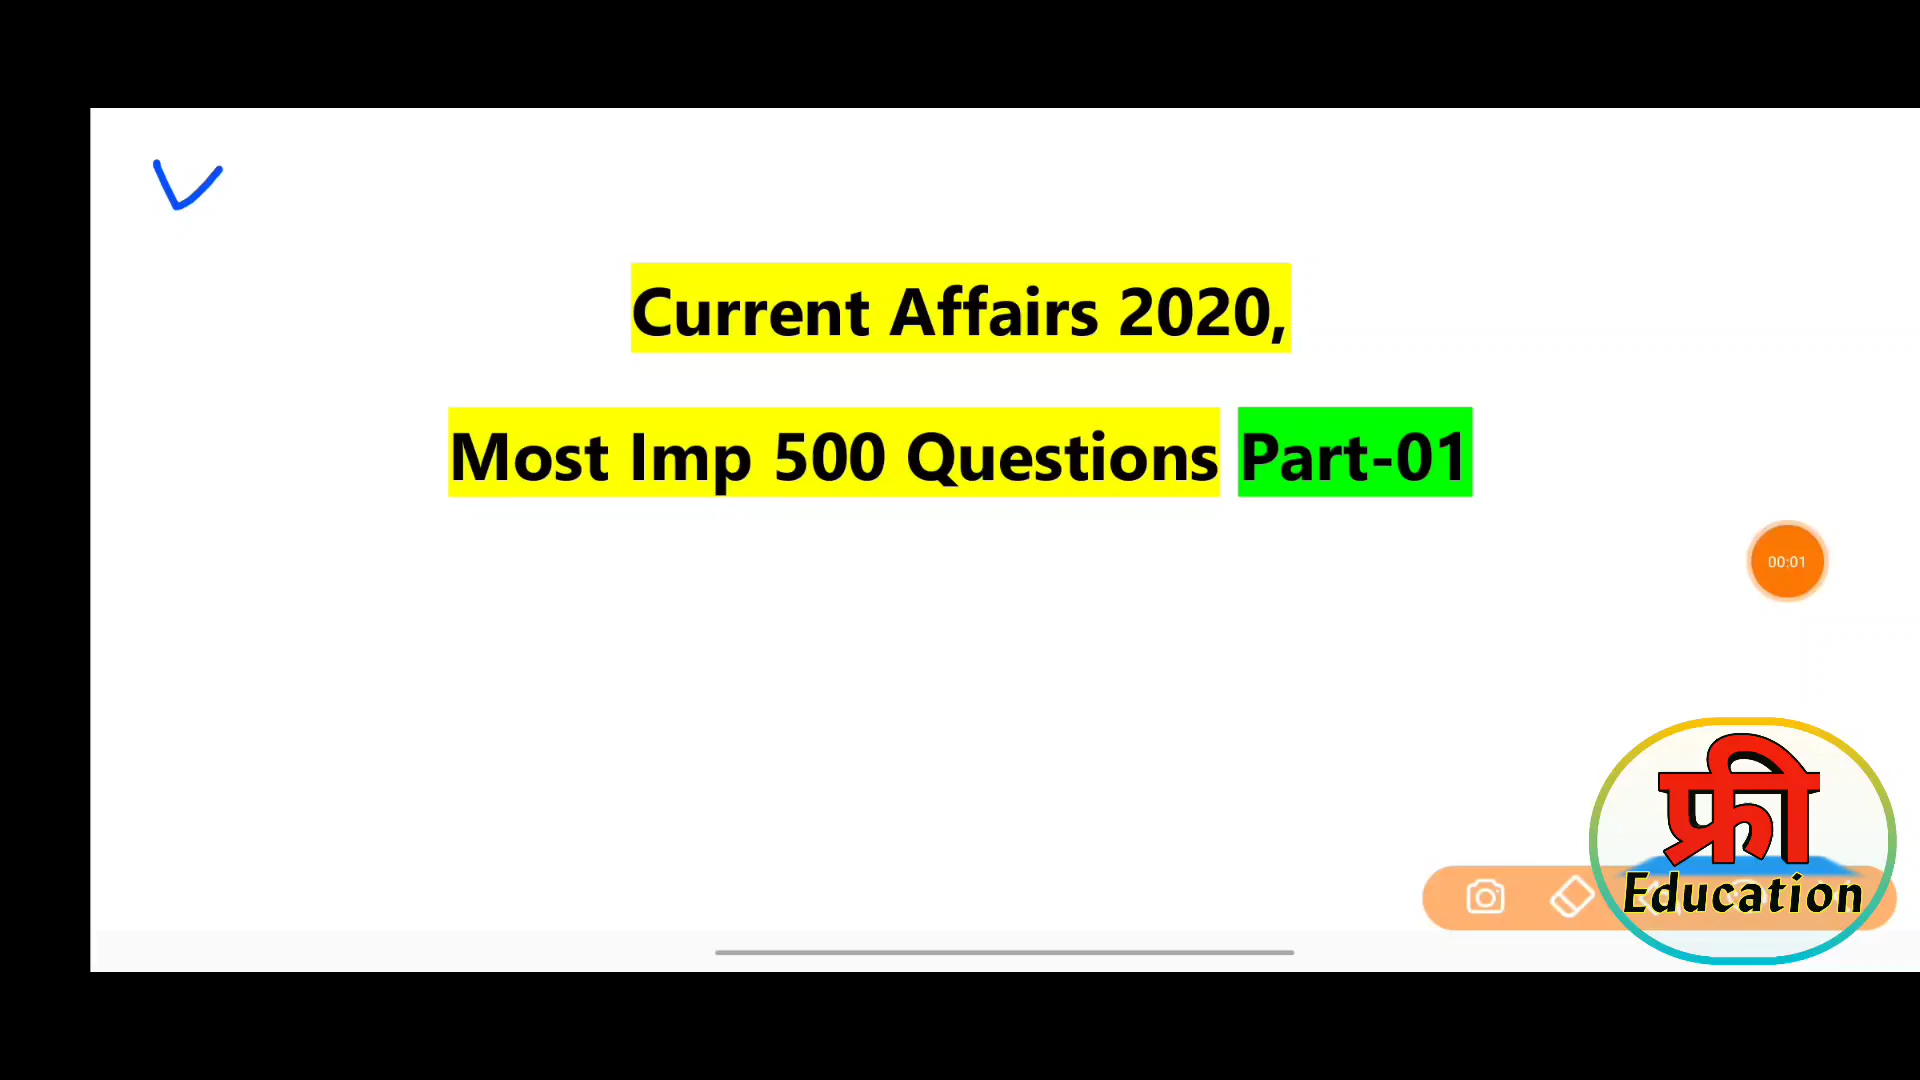 Current Affairs 2020,
Most Imp 500 Questions Part-01
00:01
फ्री
Education